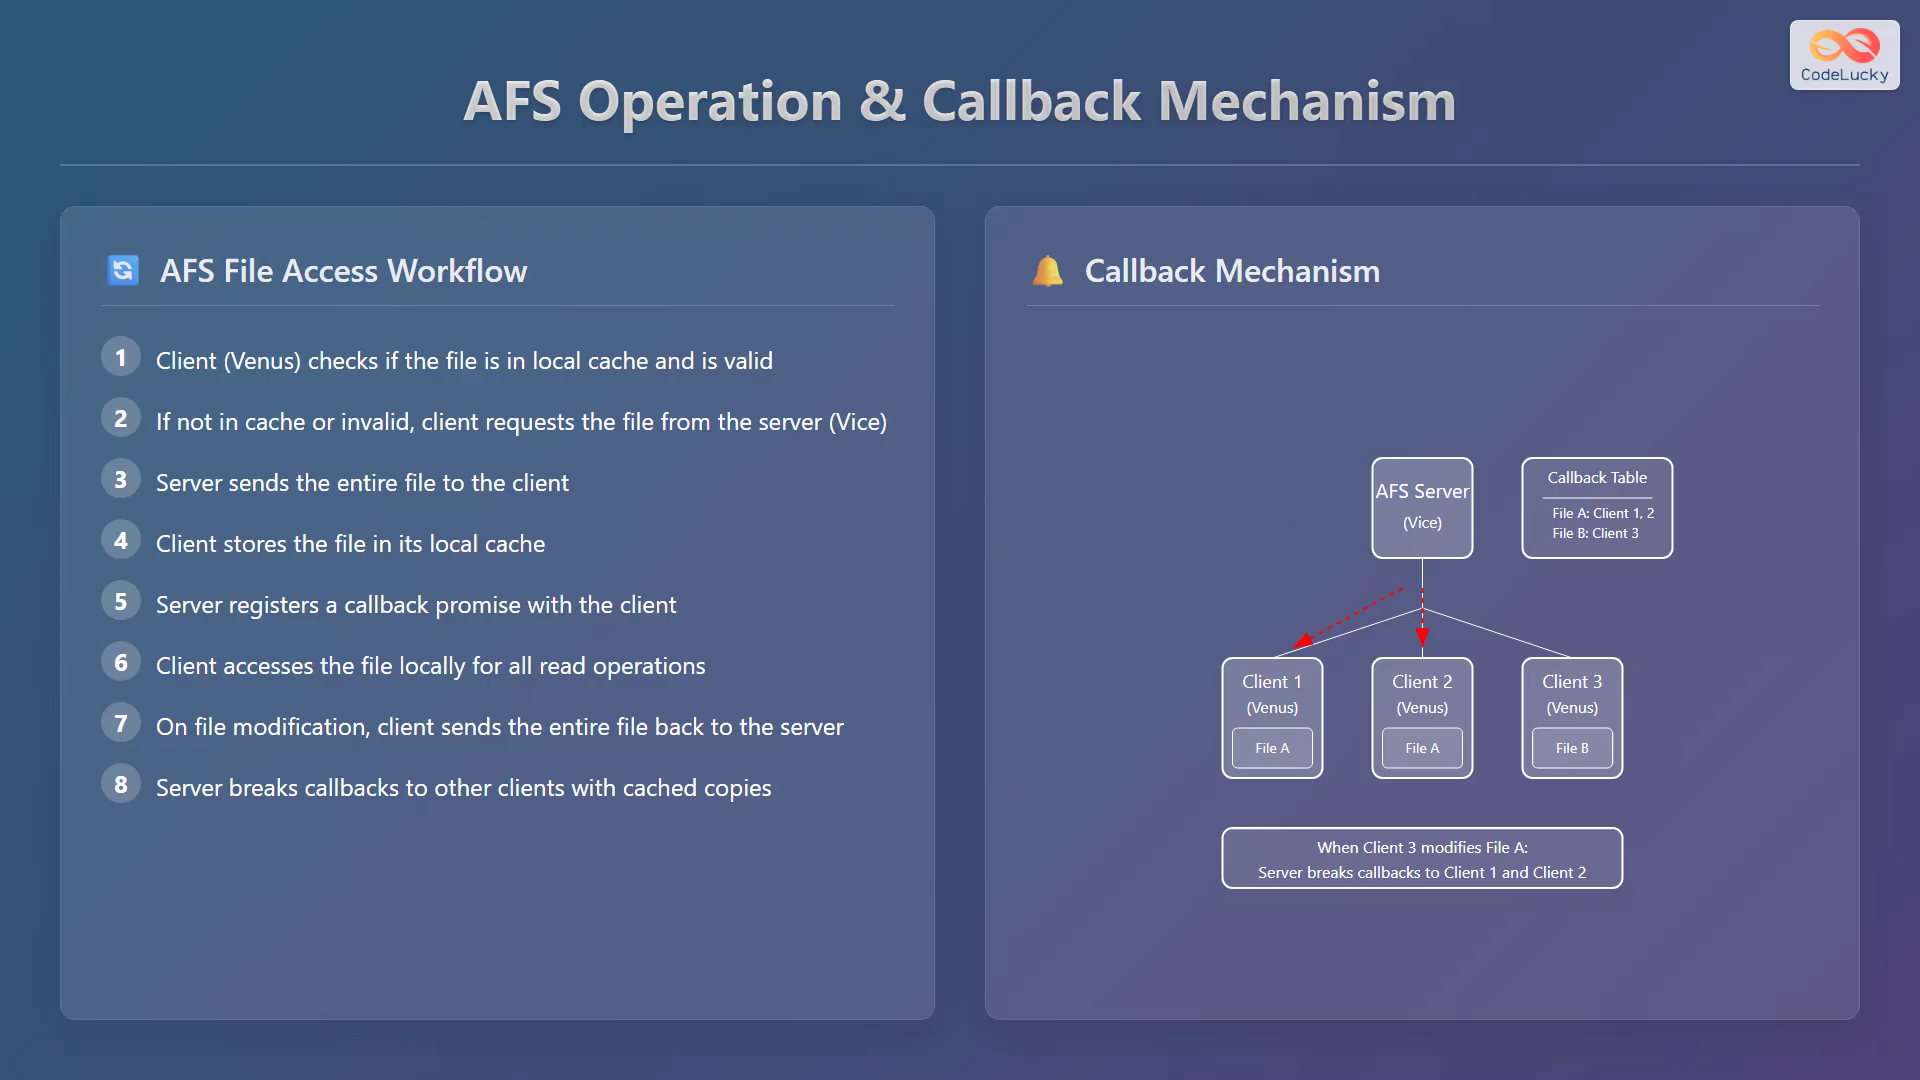 CodeLucky
AFS Operation & Callback Mechanism
AFS File Access Workflow
1 Client (Venus) checks if the file is in local cache and is valid
2 If not in cache or invalid, client requests the file from the server (Vice)
3 Server sends the entire file to the client
4 Client stores the file in its local cache
5 Server registers a callback promise with the client
6 Client accesses the file locally for all read operations
7 On file modification, client sends the entire file back to the server
8 Server breaks callbacks to other clients with cached copies
Callback Mechanism
AFS Server
(Vice)
Callback Table
File A: Client 1, 2
File B: Client 3
Client 1
(Venus)
File A
Client 2
(Venus)
File A
Client 3
(Venus)
File B
When Client 3 modifies File A:
Server breaks callbacks to Client 1 and Client 2